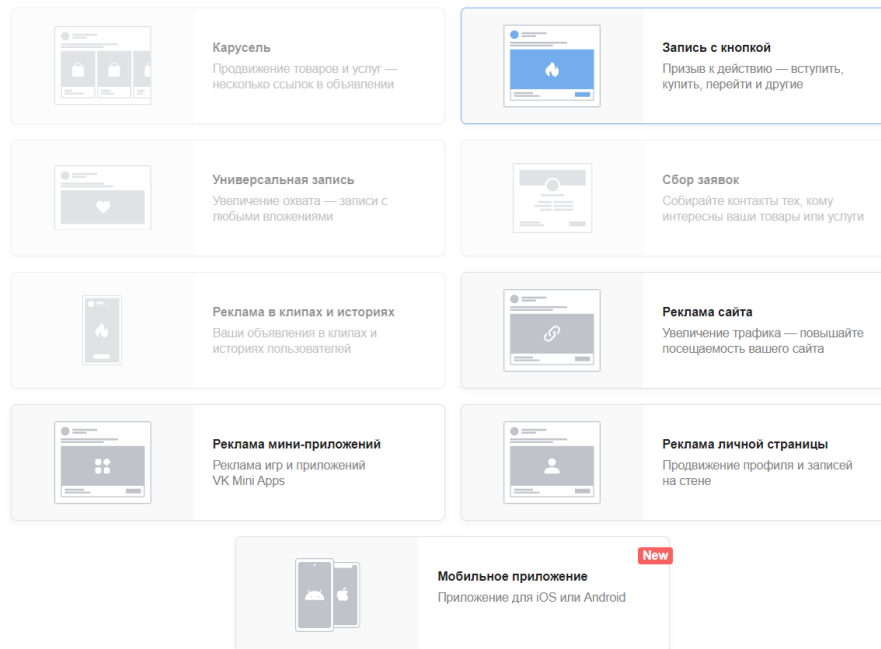 Карусель
Продвижение товаров и услуг —
несколько ссылок в объявлении
Запись с кнопкой
Призыв к действию — вступить,
купить, перейти и другие
Универсальная запись
Увеличение охвата — записи с
любыми вложениями
Сбор заявок
Собирайте контакты тех, кому
интересны ваши товары или услуги
Реклама в клипах и историях
Ваши объявления в клипах и
историях пользователей
Реклама сайта
Увеличение трафика — повышайте
посещаемость вашего сайта
Реклама мини-приложений
Реклама игр и приложений
VK Mini Apps
Реклама личной страницы
Продвижение профиля и записей
на стене
New
Мобильное приложение
Приложение для iOS или Android